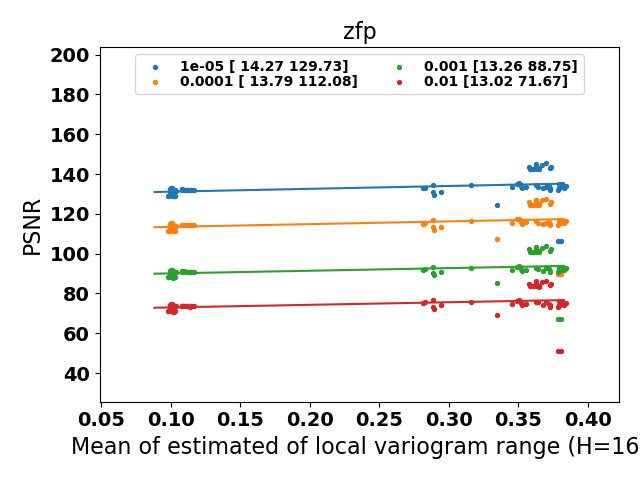 zfp
1e-05 [ 14.27 129.73]
0.0001 [ 13.79 112.08]
0.001 [13.26 88.75]
0.01 [13.02 71.67]
PSNR
200
180
160
140
120
100
80
60
40
0.05 0.10 0.15 0.20 0.25 0.30 0.35 0.40
Mean of estimated of local variogram range (H=16